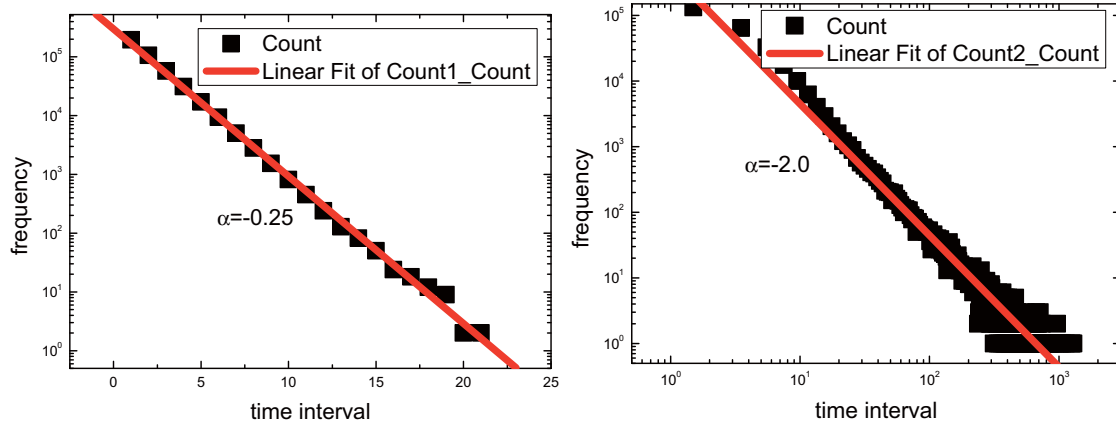 10^5
10^4
10^3
10^2
10^1
10^0
frequency
Count
Linear Fit of Count1_Count
α=-0.25
0 5 10 15 20 25
time interval
10^5
10^4
10^3
10^2
10^1
10^0
frequency
Count
Linear Fit of Count2_Count
α=-2.0
10^0 10^1 10^2 10^3
time interval